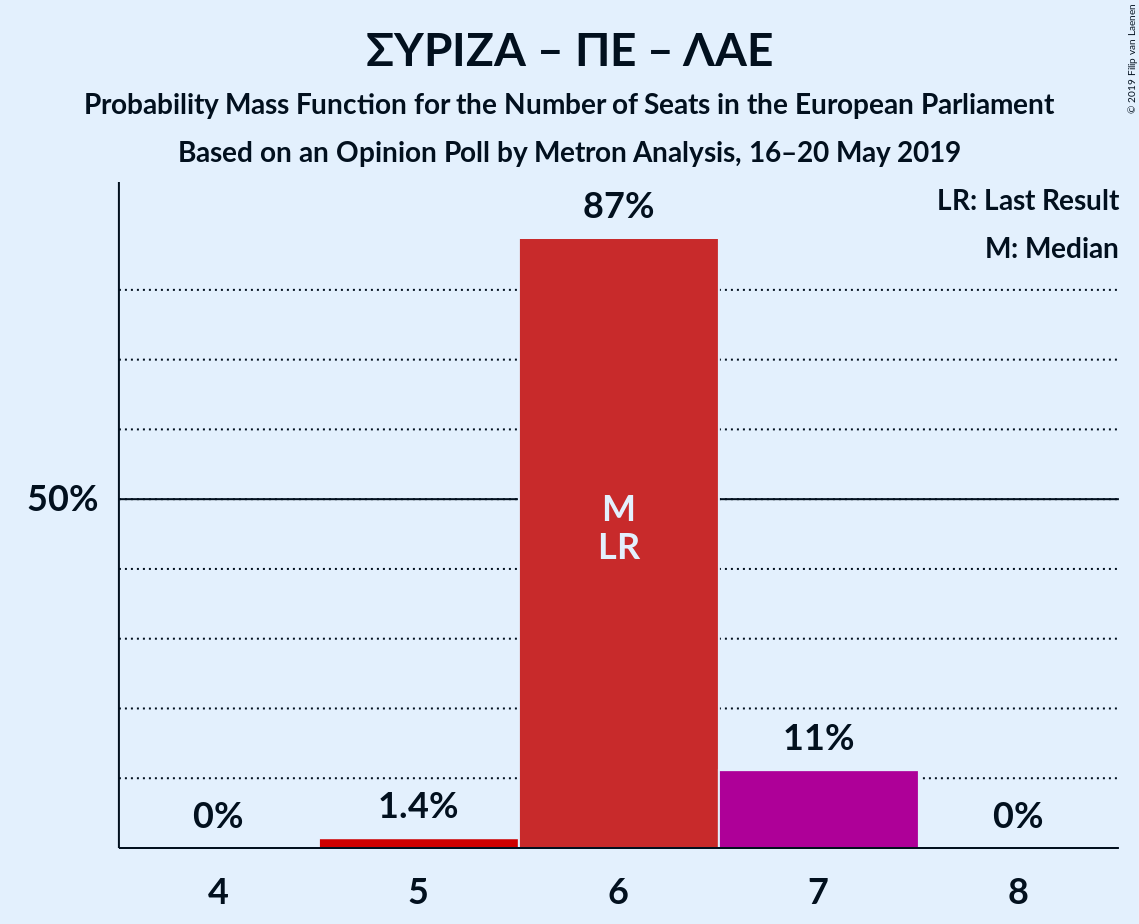 ΣΥΡΙΖΑ – ΠΕ – ΛΑΕ
Probability Mass Function for the Number of Seats in the European Parliament
Based on an Opinion Poll by Metron Analysis, 16–20 May 2019
© 2019 Filip van Laenen
LR: Last Result
M: Median
87%
50%
M
LR
11%
1.4%
0%
0%
4 5 6 7 8